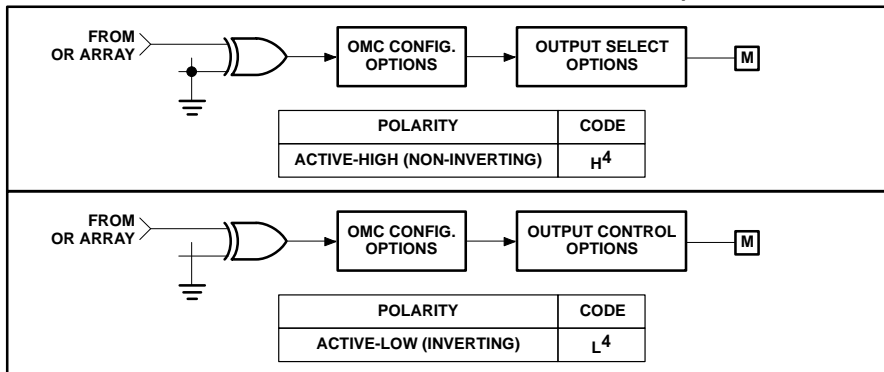 FROM
OR ARRAY
OMC CONFIG.
OPTIONS
OUTPUT SELECT
OPTIONS
M
POLARITY CODE
ACTIVE-HIGH (NON-INVERTING) H4
FROM
OR ARRAY
OMC CONFIG.
OPTIONS
OUTPUT CONTROL
OPTIONS
M
POLARITY CODE
ACTIVE-LOW (INVERTING) L4